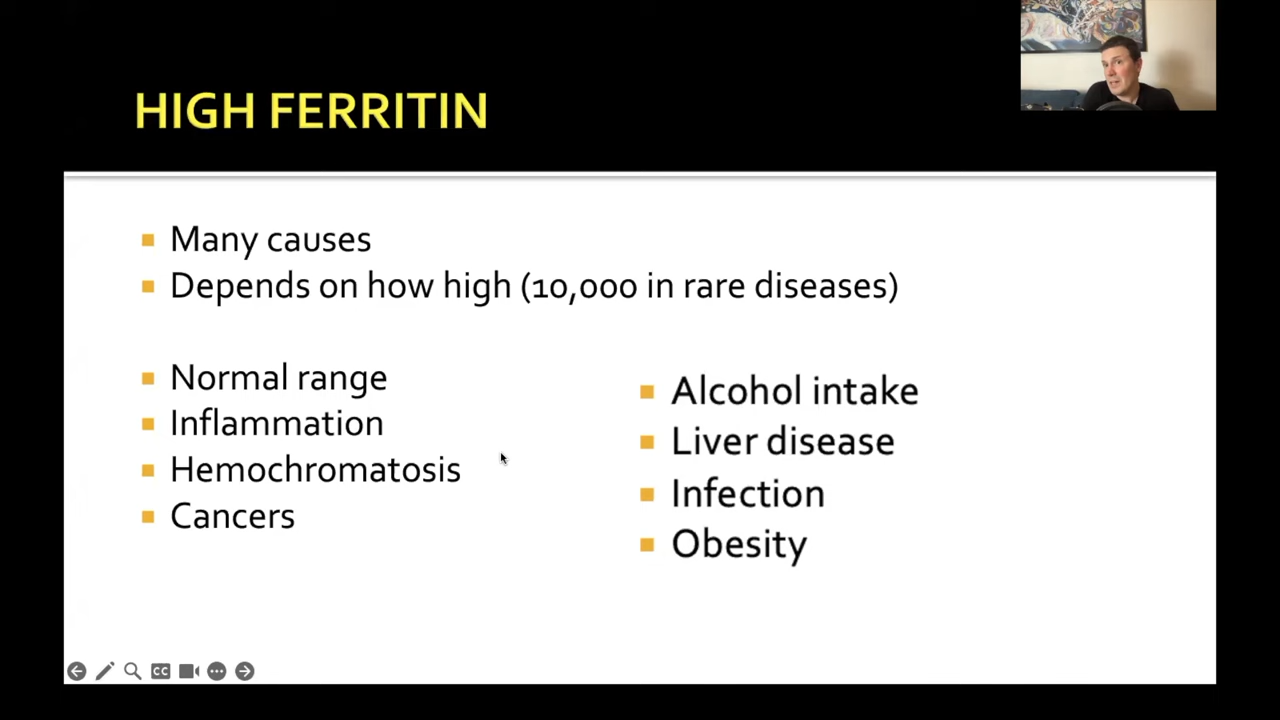 HIGH FERRITIN
Many causes
Depends on how high (10,000 in rare diseases)
Normal range
Inflammation
Hemochromatosis
Cancers
Alcohol intake
Liver disease
Infection
Obesity
CC